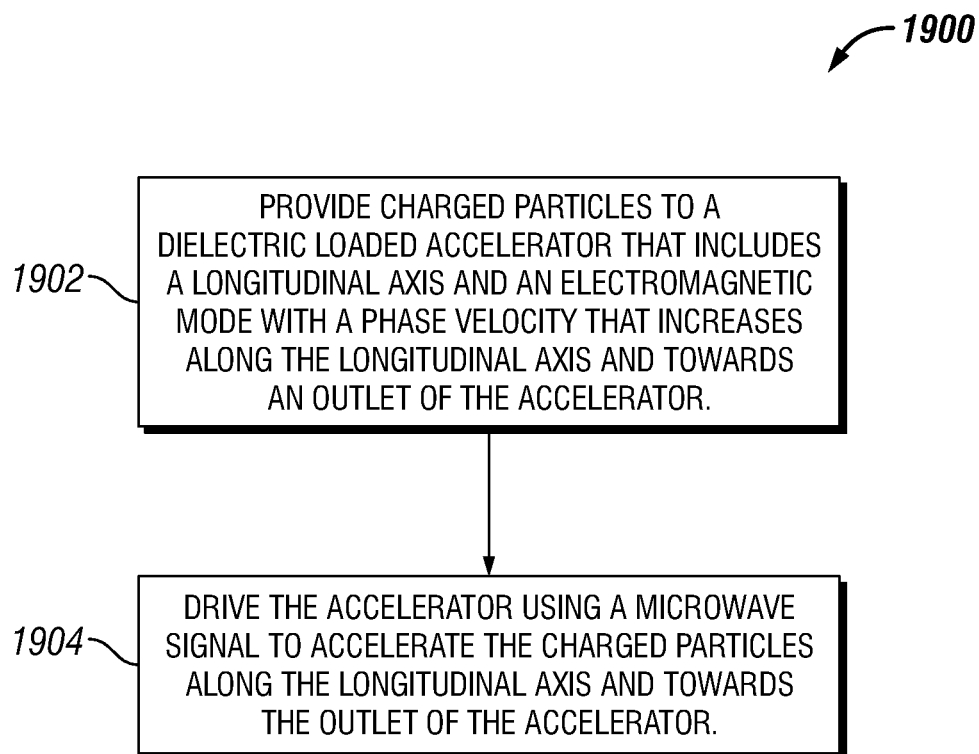 1900
1902
PROVIDE CHARGED PARTICLES TO A
DIELECTRIC LOADED ACCELERATOR THAT INCLUDES
A LONGITUDINAL AXIS AND AN ELECTROMAGNETIC
MODE WITH A PHASE VELOCITY THAT INCREASES
ALONG THE LONGITUDINAL AXIS AND TOWARDS
AN OUTLET OF THE ACCELERATOR.
1904
DRIVE THE ACCELERATOR USING A MICROWAVE
SIGNAL TO ACCELERATE THE CHARGED PARTICLES
ALONG THE LONGITUDINAL AXIS AND TOWARDS
THE OUTLET OF THE ACCELERATOR.